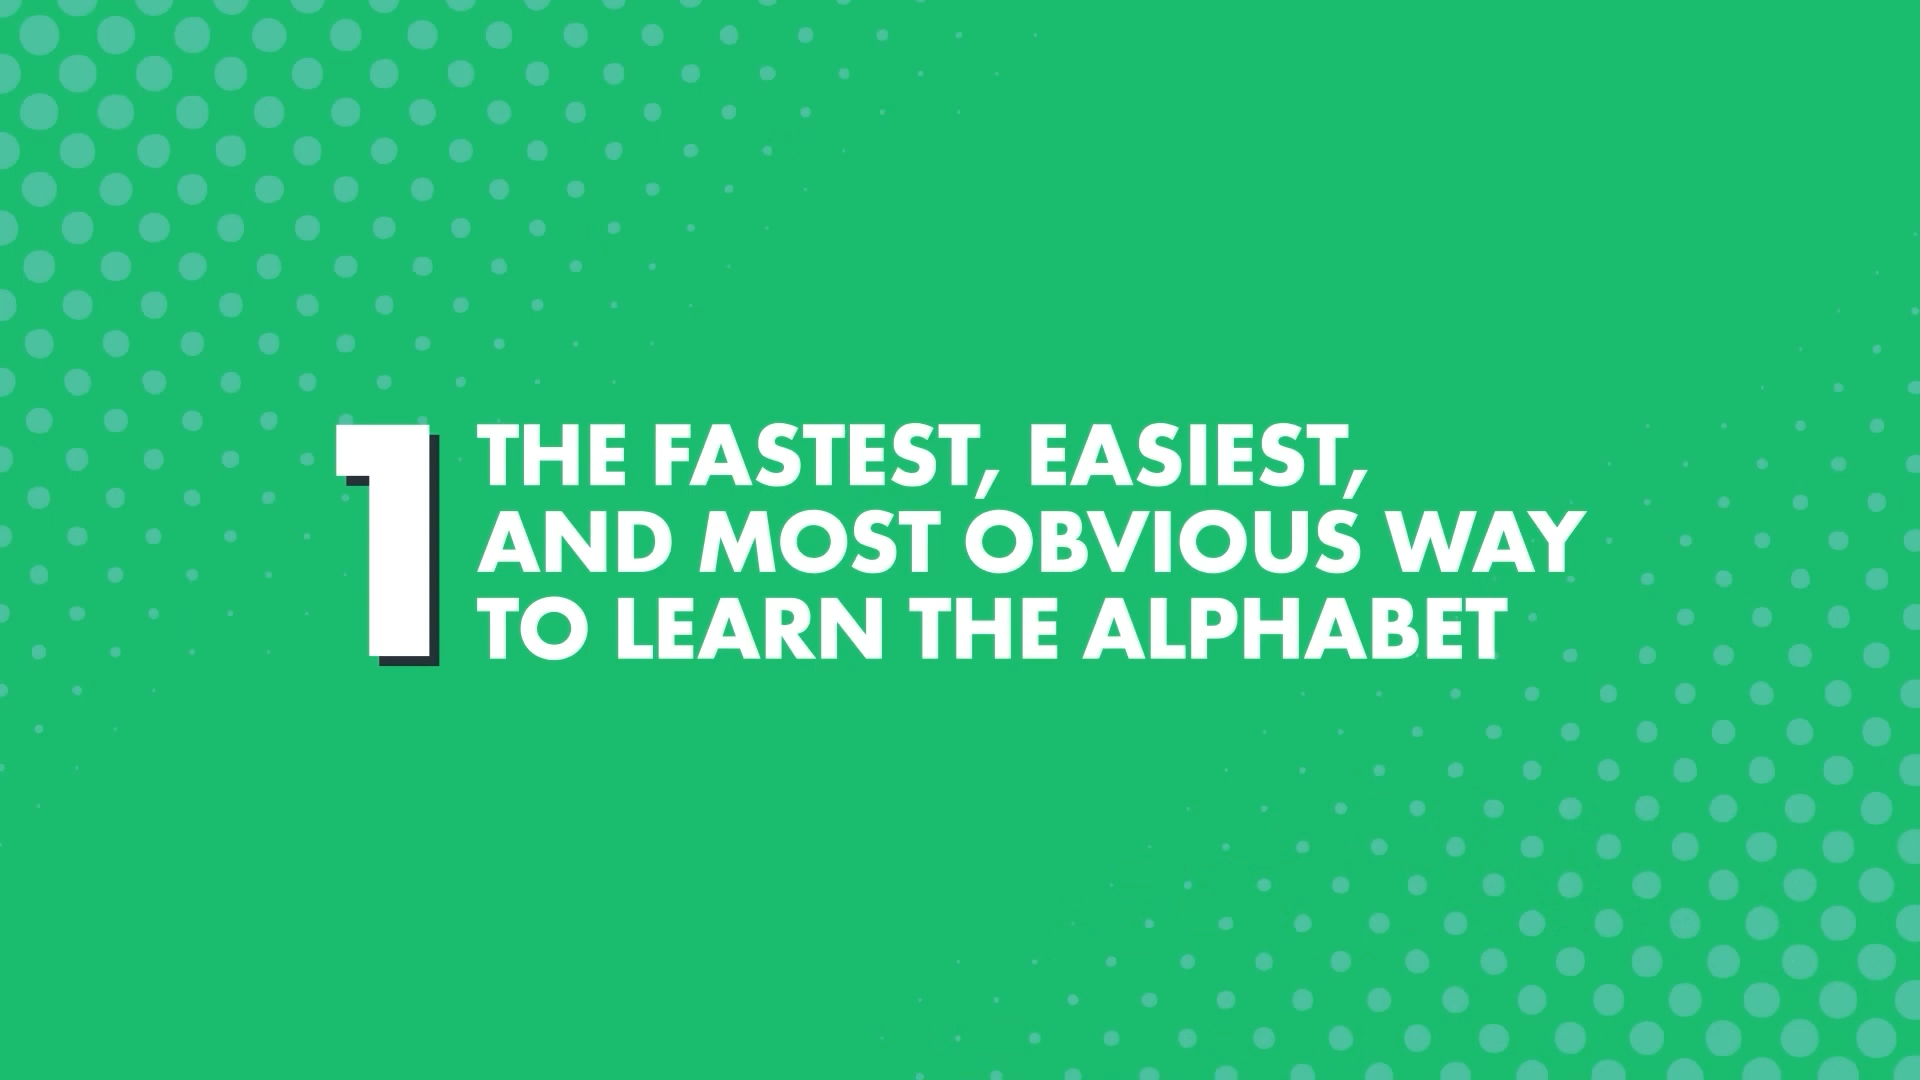 1
THE FASTEST, EASIEST,
AND MOST OBVIOUS WAY
TO LEARN THE ALPHABET